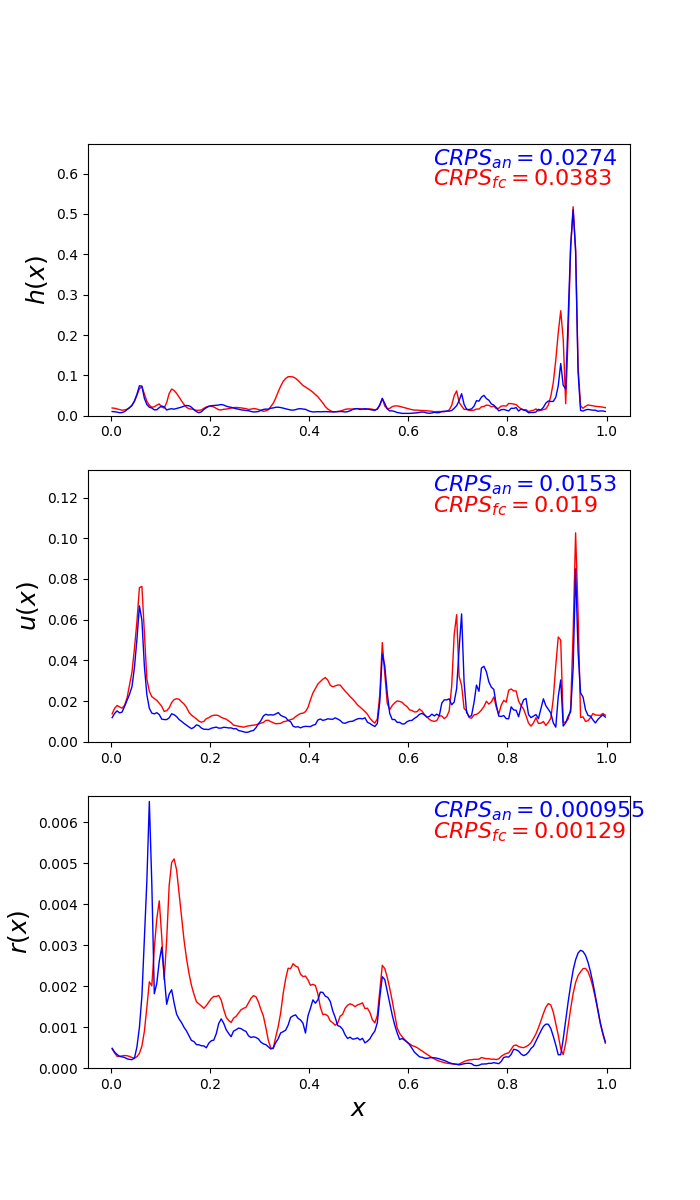 CRPS_an = 0.0274
CRPS_fc = 0.0383
h(x)
0.6
0.5
0.4
0.3
0.2
0.1
0.0
0.0 0.2 0.4 0.6 0.8 1.0
CRPS_an = 0.0153
CRPS_fc = 0.019
u(x)
0.12
0.10
0.08
0.06
0.04
0.02
0.00
0.0 0.2 0.4 0.6 0.8 1.0
CRPS_an = 0.000955
CRPS_fc = 0.00129
r(x)
0.006
0.005
0.004
0.003
0.002
0.001
0.000
0.0 0.2 0.4 0.6 0.8 1.0
x